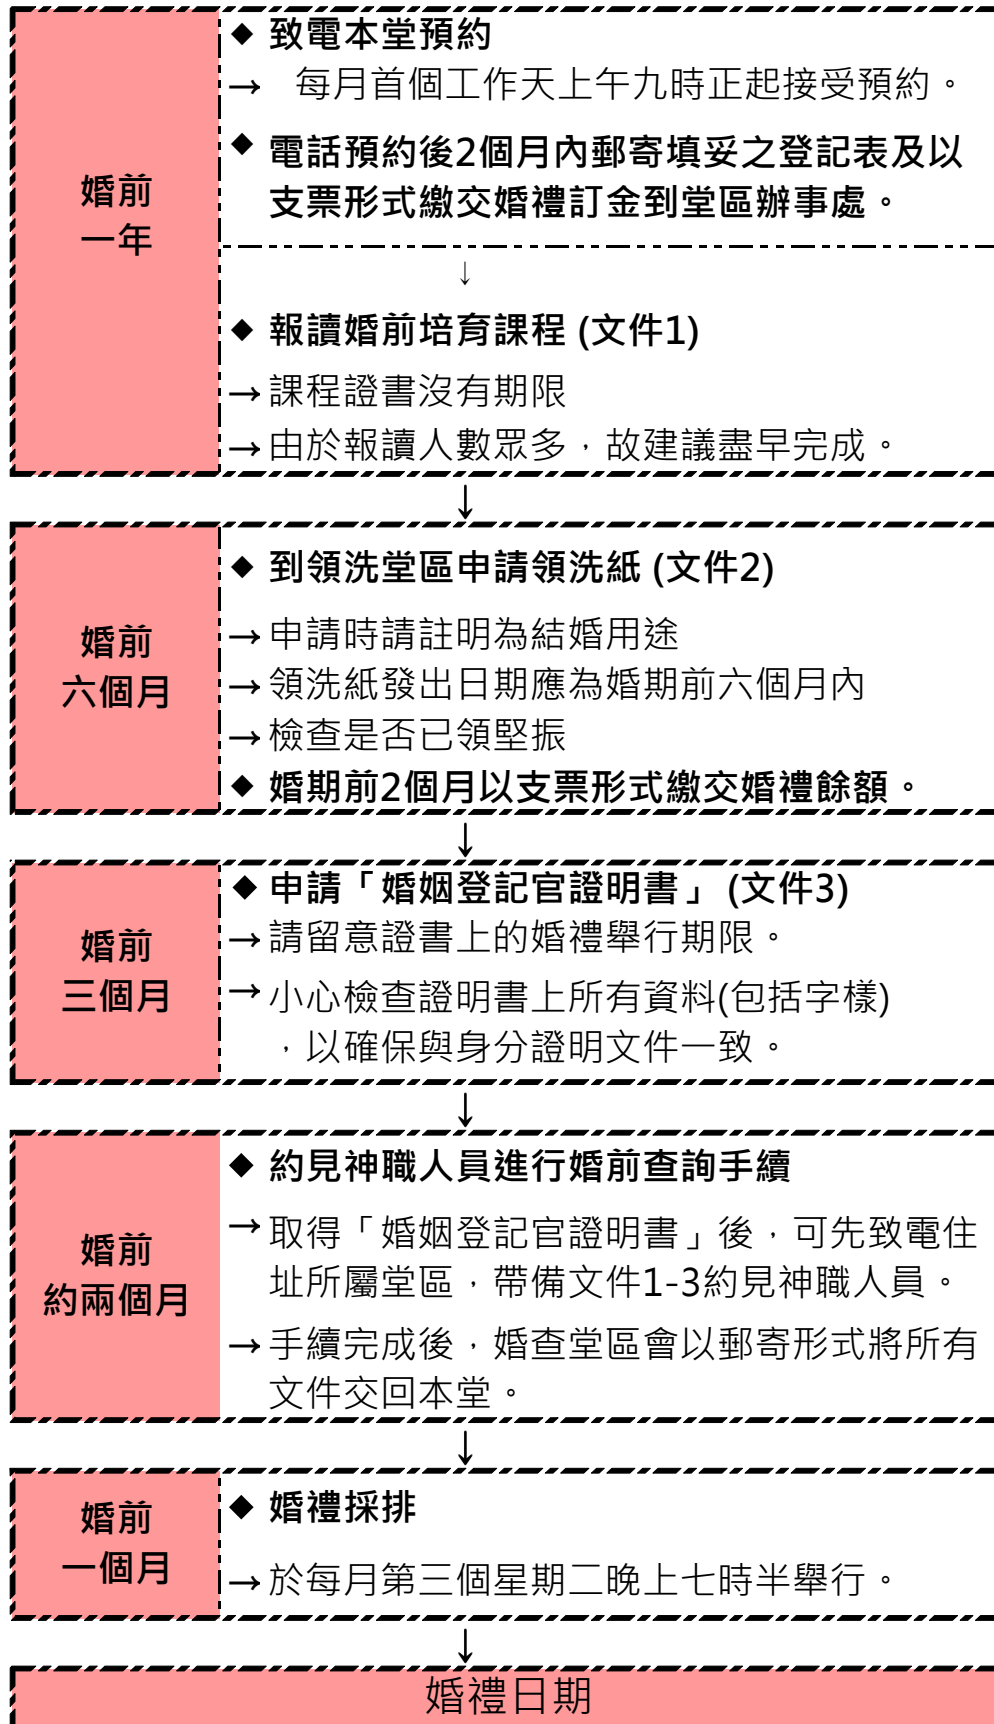 婚前
一年
◆ 致電本堂預約
→ 每月首個工作天上午九時正起接受預約。
◆ 電話預約後2個月內郵寄填妥之登記表及以
支票形式繳交婚禮訂金到堂區辦事處。
↓
◆ 報讀婚前培育課程 (文件1)
→ 課程證書沒有期限
→ 由於報讀人數眾多，故建議盡早完成。
↓
婚前
六個月
◆ 到領洗堂區申請領洗紙 (文件2)
→ 申請時請註明為結婚用途
→ 領洗紙發出日期應為婚期前六個月內
→ 檢查是否已領堅振
◆ 婚期前2個月以支票形式繳交婚禮餘額。
↓
婚前
三個月
◆ 申請「婚姻登記官證明書」 (文件3)
→ 請留意證書上的婚禮舉行期限。
→ 小心檢查證明書上所有資料(包括字樣)
，以確保與身分證明文件一致。
↓
婚前
約兩個月
◆ 約見神職人員進行婚前查詢手續
→ 取得「婚姻登記官證明書」後，可先致電住
址所屬堂區，帶備文件1-3約見神職人員。
→ 手續完成後，婚查堂區會以郵寄形式將所有
文件交回本堂。
↓
婚前
一個月
◆ 婚禮採排
→ 於每月第三個星期二晚上七時半舉行。
↓
婚禮日期